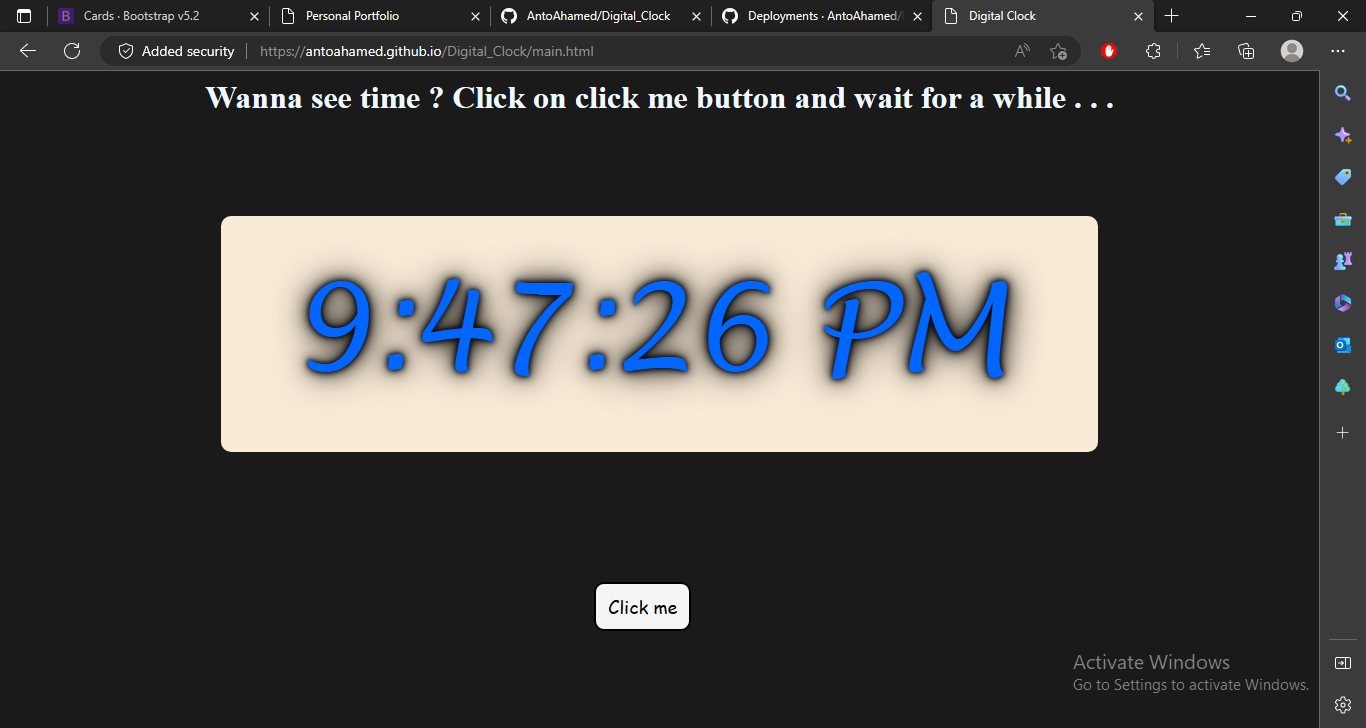 Cards · Bootstrap v5.2
Personal Portfolio
AntoAhamed/Digital_Clock
Deployments · AntoAhamed/
Digital Clock
Added security
https://antoahamed.github.io/Digital_Clock/main.html
Wanna see time ? Click on click me button and wait for a while . . .
9:47:26 PM
Click me
Activate Windows
Go to Settings to activate Windows.